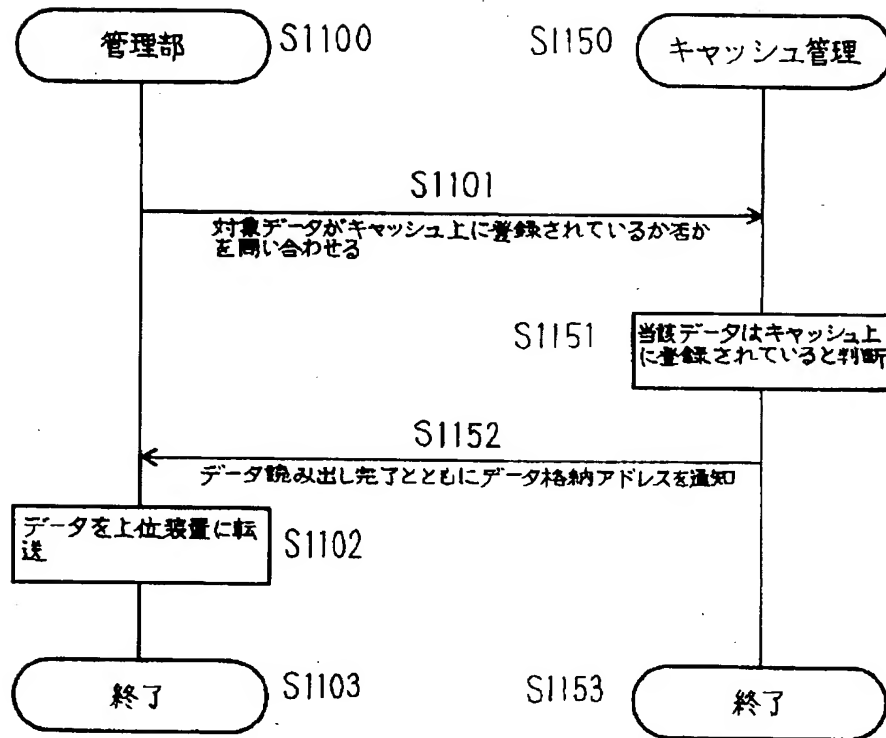 管理部 S1100
S1150 キャッシュ管理
S1101
対象データがキャッシュ上に登録されているか否か
を問い合わせる
S1151
当該データはキャッシュ上
に登録されていると判断
S1152
データ読み出し完了とともにデータ格納アドレスを通知
データを上位装置に転
送
S1102
終了 S1103
S1153 終了